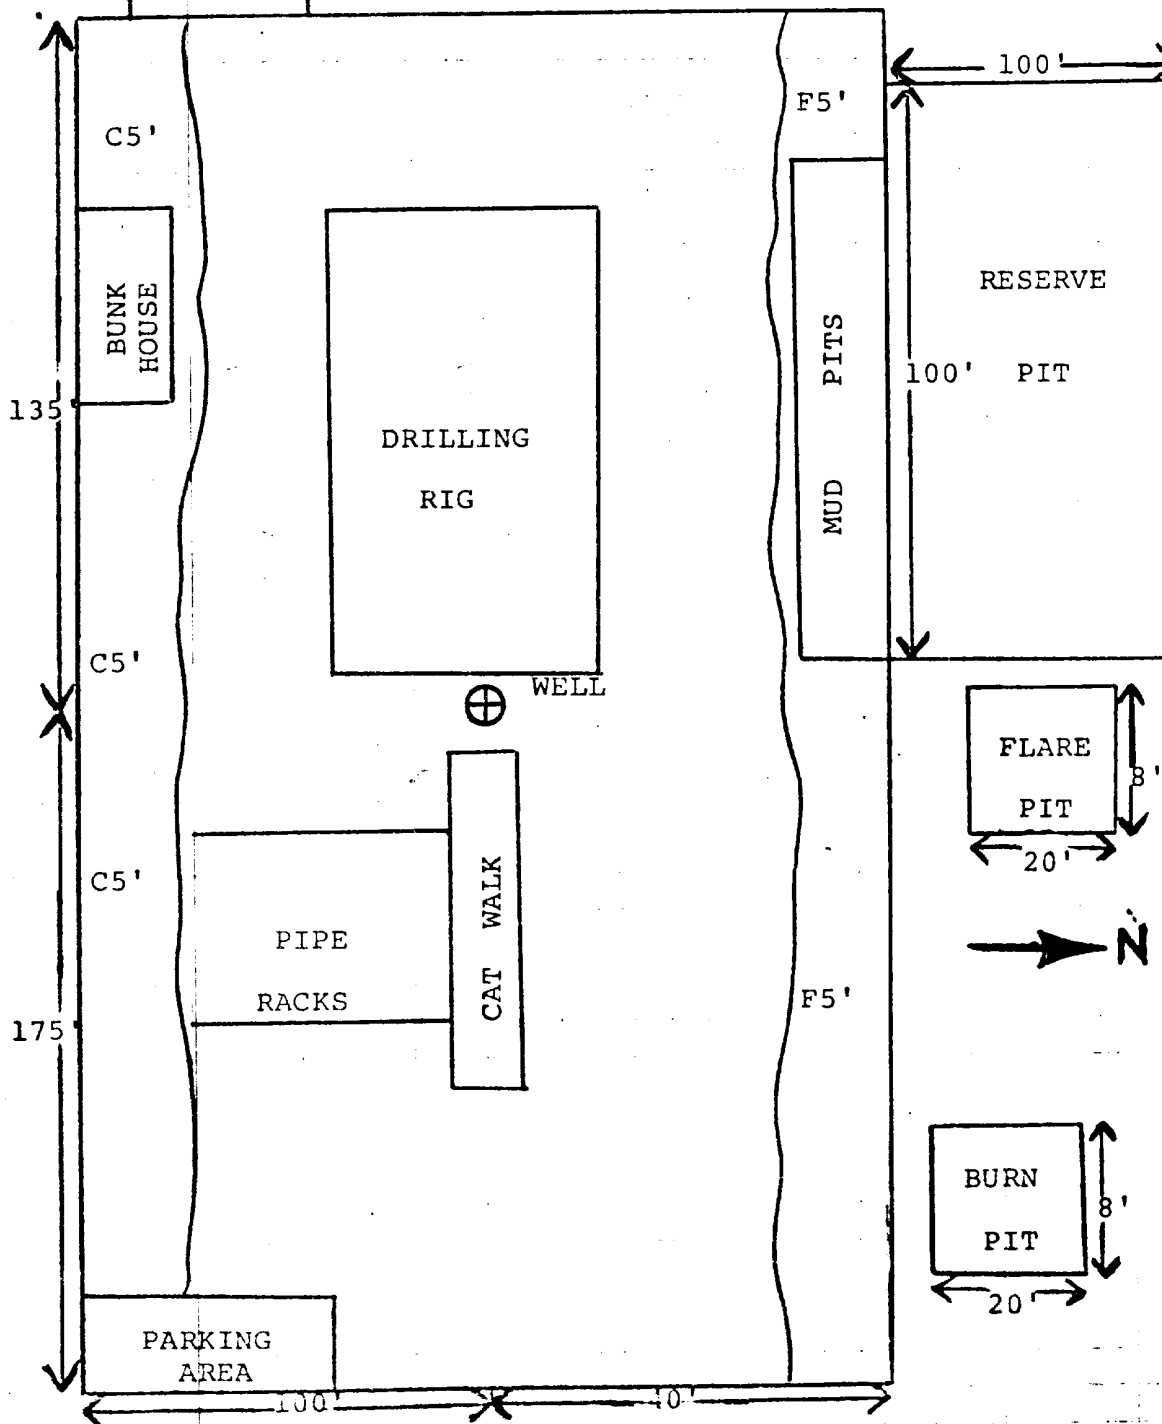 100'
F5'
C5'
RESERVE
PIT
100'
BUNK
HOUSE
MUD PITS
135'
DRILLING
RIG
C5'
WELL
FLARE
PIT
8'
20'
C5'
CAT WALK
PIPE
RACKS
N
F5'
175'
BURN
PIT
8'
20'
PARKING
AREA
100'